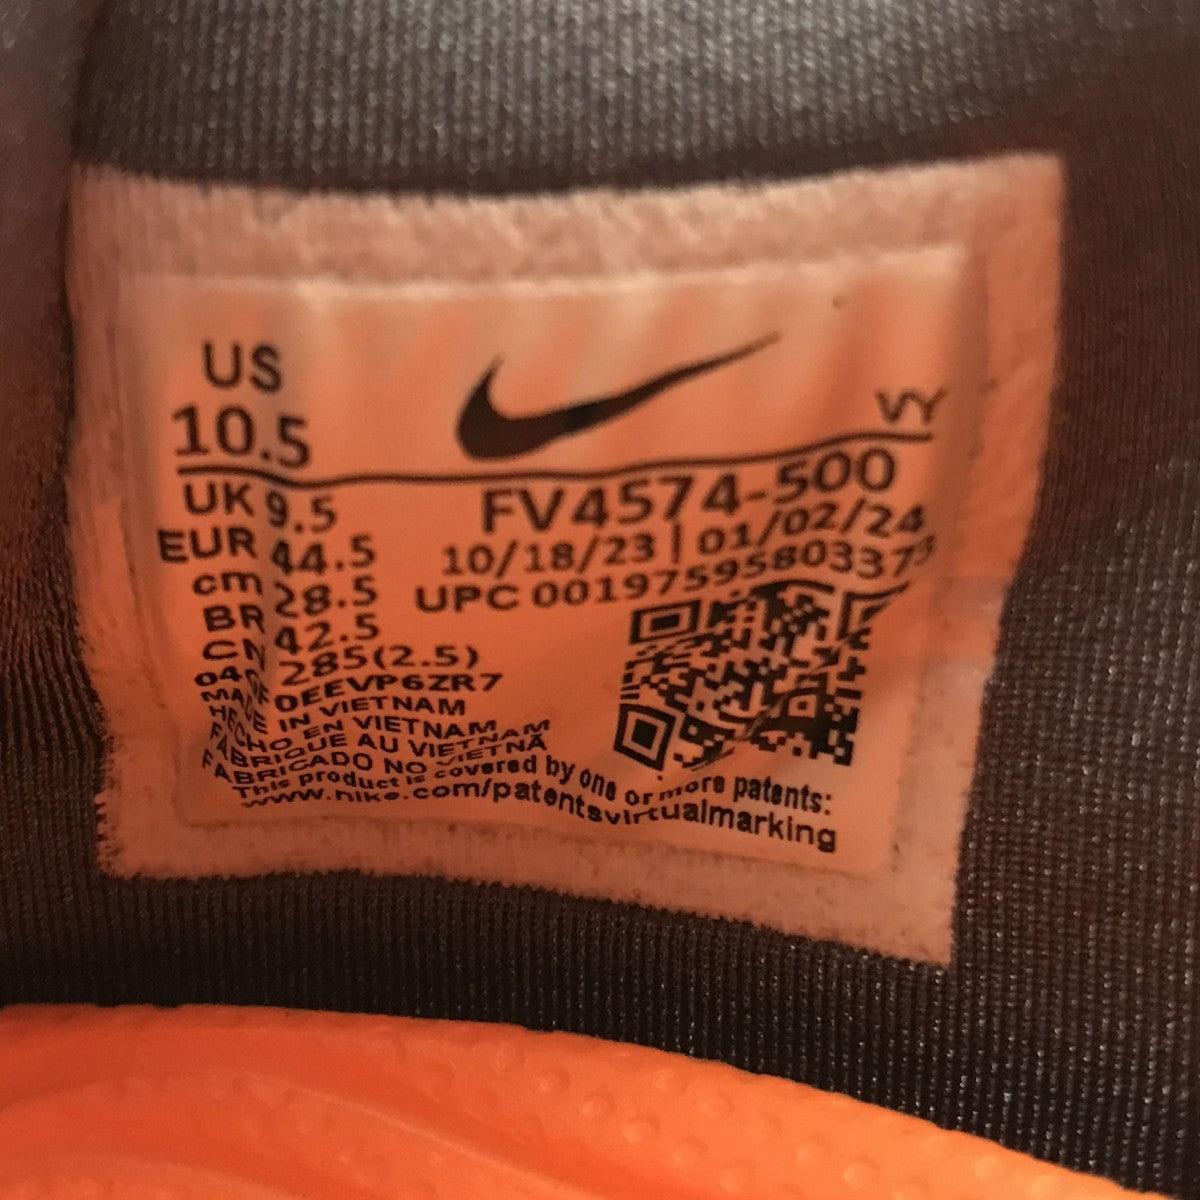 US
10.5
VY
UK 9.5
FV4574-500
EUR 44.5
10/18/23 | 01/02/24
cm 28.5
UPC 00197595803373
BR 42.5
CN 285(2.5)
DEEVP6ZR7
MADE IN VIETNAM
HECHO EN VIETNAM
FABRIQUE AU VIETNAM
FABRICADO NO VIETNÃ
This product is covered by one or more patents:
www.nike.com/patentsvirtualmarking